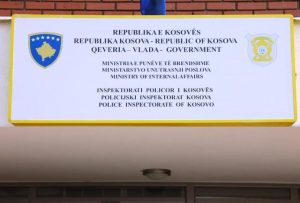 REPUBLIKA E KOSOVËS
REPUBLIKA KOSOVA - REPUBLIC OF KOSOVA
QEVERIA - VLADA - GOVERNMENT
MINISTRIA E PUNËVE TË BRENDSHME
MINISTARSTVO UNUTRASNJI POSLOVA
MINISTRY OF INTERNAL AFFAIRS
INSPEKTORATI POLICOR I KOSOVËS
POLICIJSKI INSPEKTORAT KOSOVA
POLICE INSPECTORATE OF KOSOVO